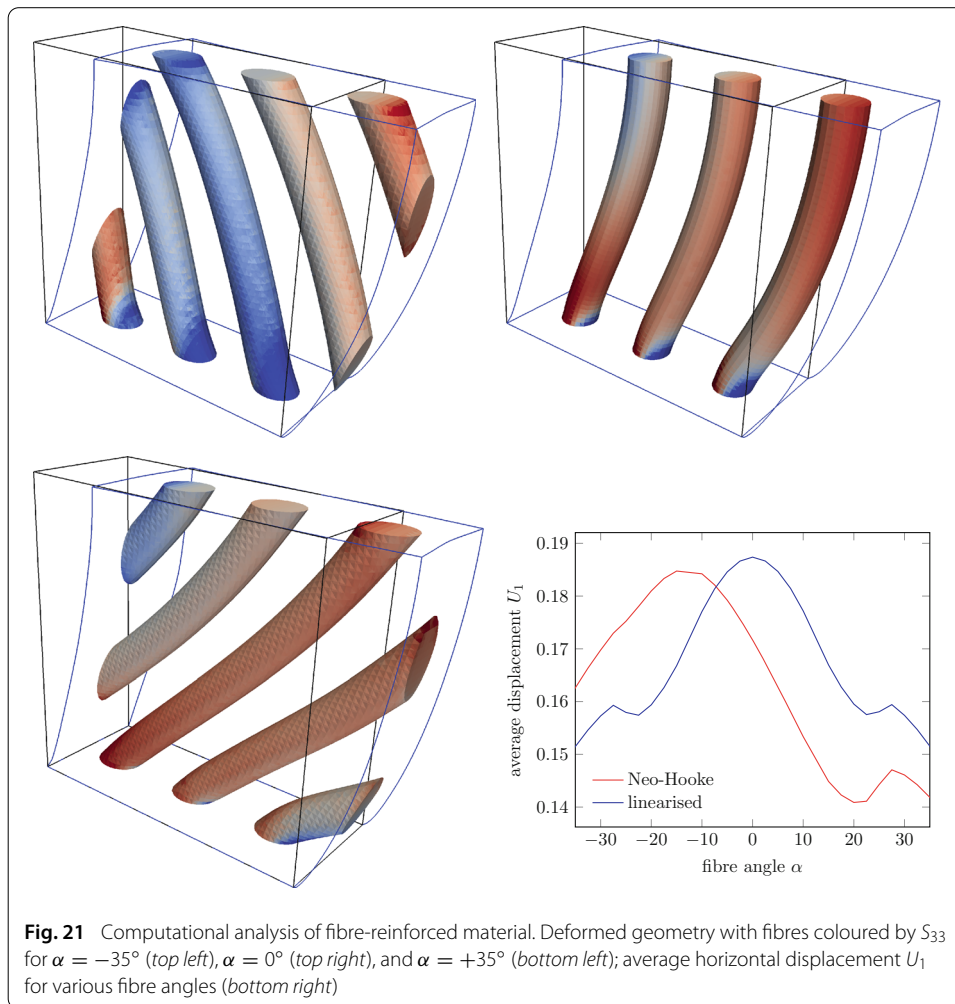 0.19
0.18
0.17
0.16
0.15
0.14
average displacement U₁
Neo-Hooke
linearised
−30 −20 −10 0 10 20 30
fibre angle α
Fig. 21 Computational analysis of fibre-reinforced material. Deformed geometry with fibres coloured by S₃₃
for α = −35° (top left), α = 0° (top right), and α = +35° (bottom left); average horizontal displacement U₁
for various fibre angles (bottom right)